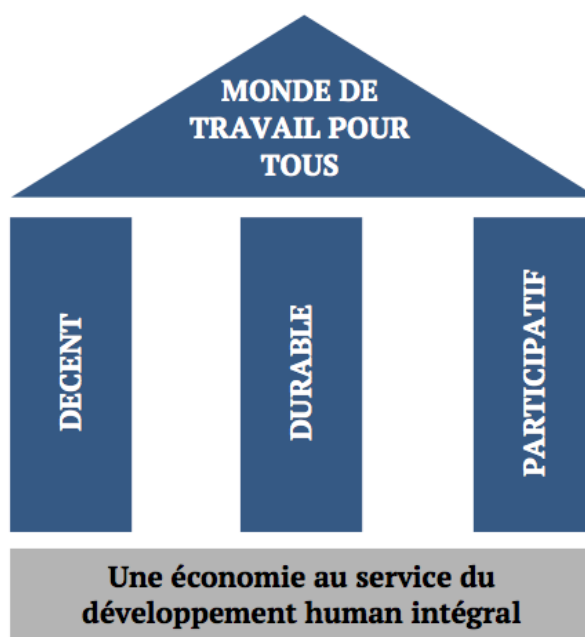 MONDE DE
TRAVAIL POUR
TOUS
DECENT
DURABLE
PARTICIPATIF
Une économie au service du
développement human intégral